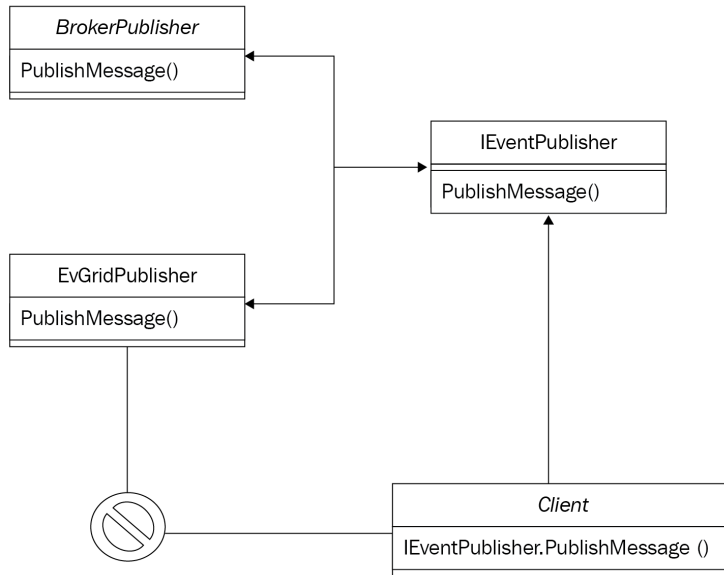 BrokerPublisher
PublishMessage()
IEventPublisher
PublishMessage()
EvGridPublisher
PublishMessage()
Client
IEventPublisher.PublishMessage ()